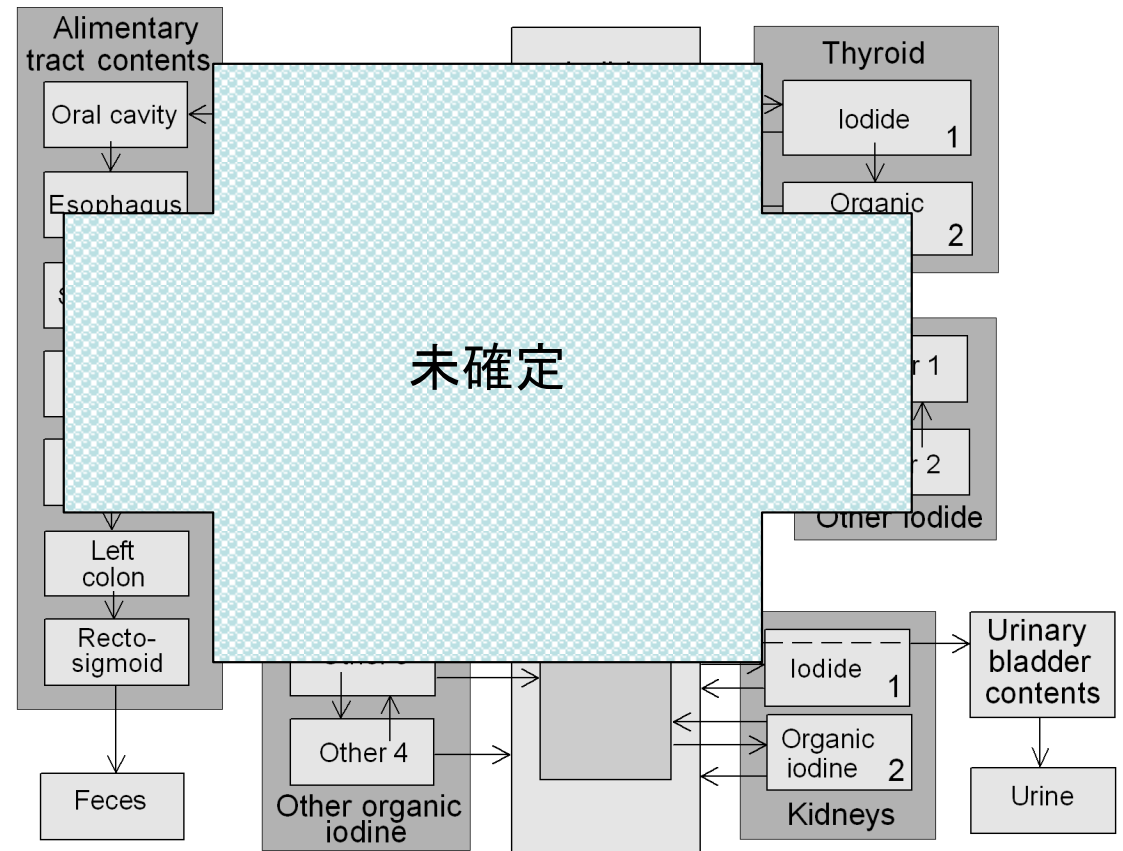 Alimentary
tract contents
Oral cavity
Esophagus
Left
colon
Recto-
sigmoid
Feces
未確定
Thyroid
Iodide
1
Organic
2
r 1
r 2
Other iodide
Other 4
Other organic
iodine
Iodide
1
Organic
iodine
2
Kidneys
Urinary
bladder
contents
Urine